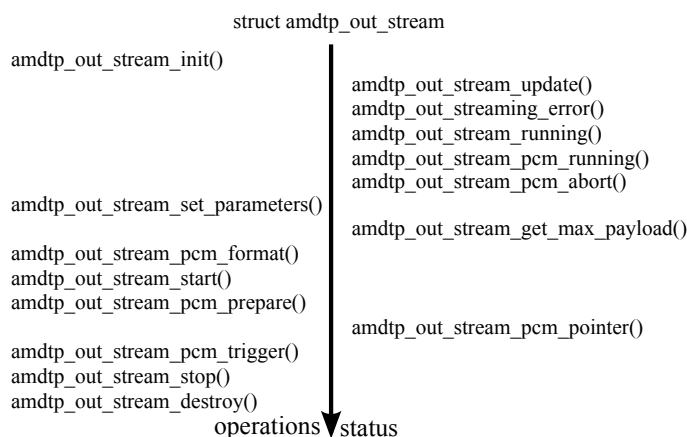 struct amdtp_out_stream
amdtp_out_stream_init()
amdtp_out_stream_update()
amdtp_out_streaming_error()
amdtp_out_stream_running()
amdtp_out_stream_pcm_running()
amdtp_out_stream_pcm_abort()
amdtp_out_stream_set_parameters()
amdtp_out_stream_get_max_payload()
amdtp_out_stream_pcm_format()
amdtp_out_stream_start()
amdtp_out_stream_pcm_prepare()
amdtp_out_stream_pcm_pointer()
amdtp_out_stream_pcm_trigger()
amdtp_out_stream_stop()
amdtp_out_stream_destroy()
operations status